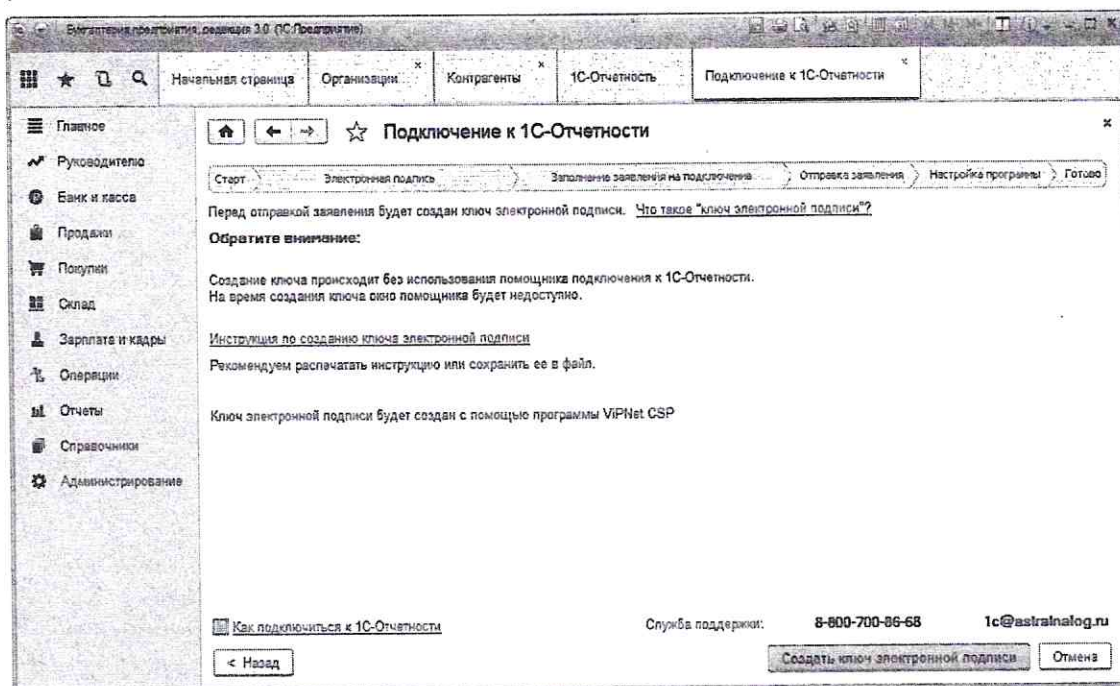 Бухгалтерия предприятия, редакция 3.0 (1С:Предприятие)
Начальная страница
Организации
Контрагенты
1С-Отчетность
Подключение к 1С-Отчетности
Главное
Руководителю
Банк и касса
Продажи
Покупки
Склад
Зарплата и кадры
Операции
Отчеты
Справочники
Администрирование
Подключение к 1С-Отчетности
Старт
Электронная подпись
Заполнение заявления на подключение
Отправка заявления
Настройка программы
Готово
Перед отправкой заявления будет создан ключ электронной подписи. Что такое "ключ электронной подписи"?
Обратите внимание:
Создание ключа происходит без использования помощника подключения к 1С-Отчетности.
На время создания ключа окно помощника будет недоступно.
Инструкция по созданию ключа электронной подписи
Рекомендуем распечатать инструкцию или сохранить ее в файл.
Ключ электронной подписи будет создан с помощью программы ViPNet CSP
Как подключиться к 1С-Отчетности
Служба поддержки: 8-800-700-86-68 1c@astralnalog.ru
< Назад
Создать ключ электронной подписи
Отмена